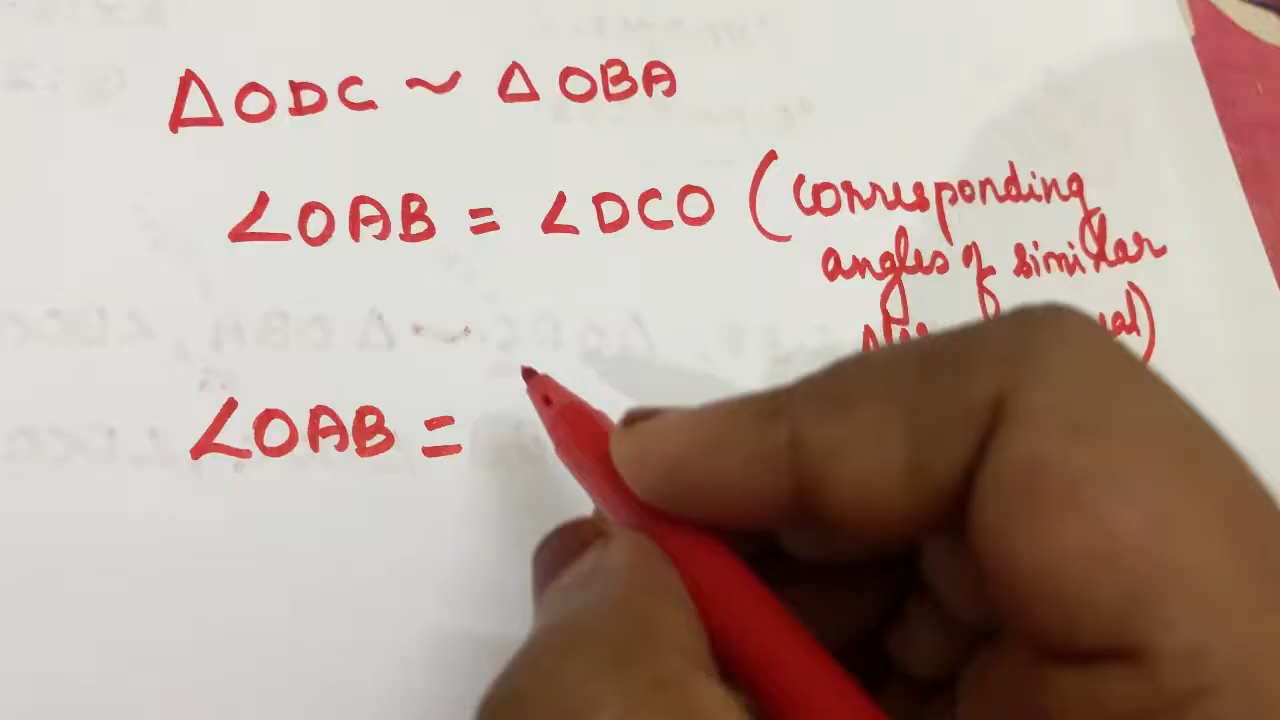 △ODC ~ △OBA
∠OAB = ∠DCO (corresponding
angles of similar
∠OAB =